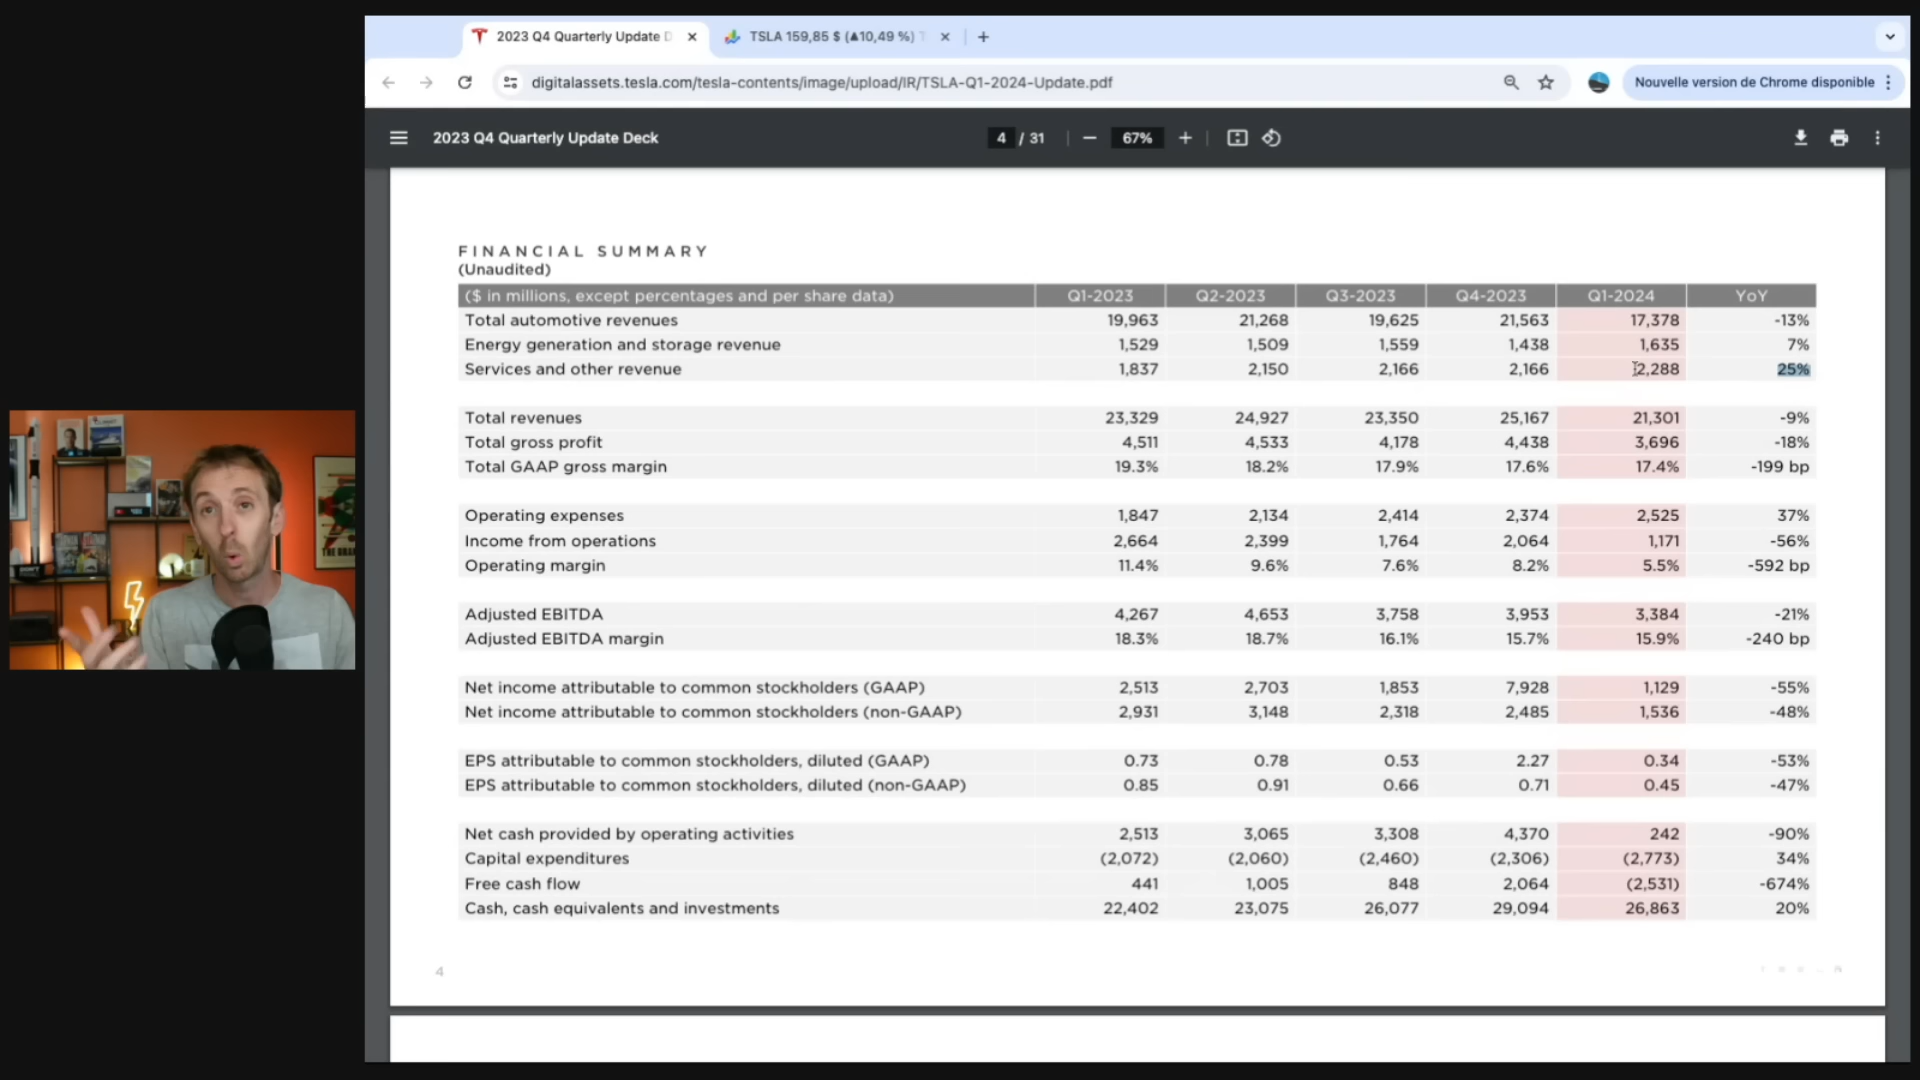 2023 Q4 Quarterly Update D
TSLA 159,85 $ (▲10,49 %)
digitalassets.tesla.com/tesla-contents/image/upload/IR/TSLA-Q1-2024-Update.pdf
Nouvelle version de Chrome disponible
2023 Q4 Quarterly Update Deck
4 / 31
67%
FINANCIAL SUMMARY
(Unaudited)
($ in millions, except percentages and per share data) Q1-2023 Q2-2023 Q3-2023 Q4-2023 Q1-2024 YoY
Total automotive revenues 19,963 21,268 19,625 21,563 17,378 -13%
Energy generation and storage revenue 1,529 1,509 1,559 1,438 1,635 7%
Services and other revenue 1,837 2,150 2,166 2,166 2,288 25%
Total revenues 23,329 24,927 23,350 25,167 21,301 -9%
Total gross profit 4,511 4,533 4,178 4,438 3,696 -18%
Total GAAP gross margin 19.3% 18.2% 17.9% 17.6% 17.4% -199 bp
Operating expenses 1,847 2,134 2,414 2,374 2,525 37%
Income from operations 2,664 2,399 1,764 2,064 1,171 -56%
Operating margin 11.4% 9.6% 7.6% 8.2% 5.5% -592 bp
Adjusted EBITDA 4,267 4,653 3,758 3,953 3,384 -21%
Adjusted EBITDA margin 18.3% 18.7% 16.1% 15.7% 15.9% -240 bp
Net income attributable to common stockholders (GAAP) 2,513 2,703 1,853 7,928 1,129 -55%
Net income attributable to common stockholders (non-GAAP) 2,931 3,148 2,318 2,485 1,536 -48%
EPS attributable to common stockholders, diluted (GAAP) 0.73 0.78 0.53 2.27 0.34 -53%
EPS attributable to common stockholders, diluted (non-GAAP) 0.85 0.91 0.66 0.71 0.45 -47%
Net cash provided by operating activities 2,513 3,065 3,308 4,370 242 -90%
Capital expenditures (2,072) (2,060) (2,460) (2,306) (2,773) 34%
Free cash flow 441 1,005 848 2,064 (2,531) -674%
Cash, cash equivalents and investments 22,402 23,075 26,077 29,094 26,863 20%
4